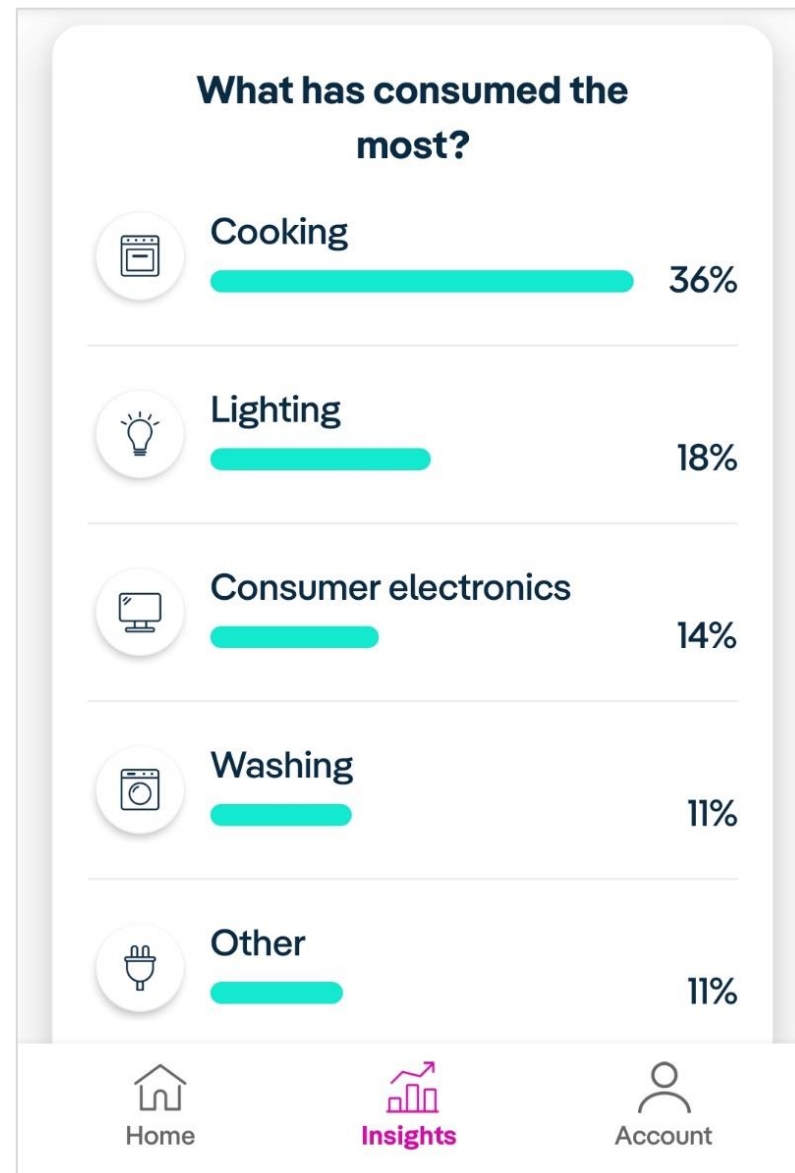 What has consumed the
most?
Cooking
36%
Lighting
18%
Consumer electronics
14%
Washing
11%
Other
11%
Home
Insights
Account